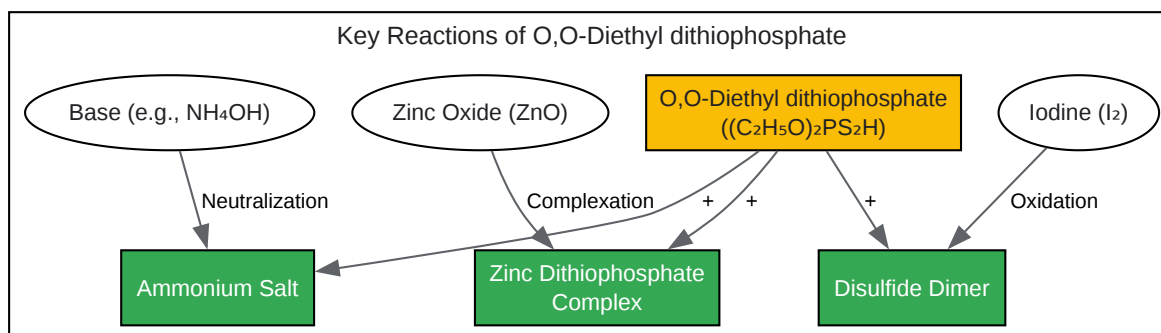 Key Reactions of O,O-Diethyl dithiophosphate
Base (e.g., NH₄OH)
Zinc Oxide (ZnO)
O,O-Diethyl dithiophosphate
((C₂H₅O)₂PS₂H)
Iodine (I₂)
Neutralization
Complexation
+
+
+
Oxidation
Ammonium Salt
Zinc Dithiophosphate
Complex
Disulfide Dimer